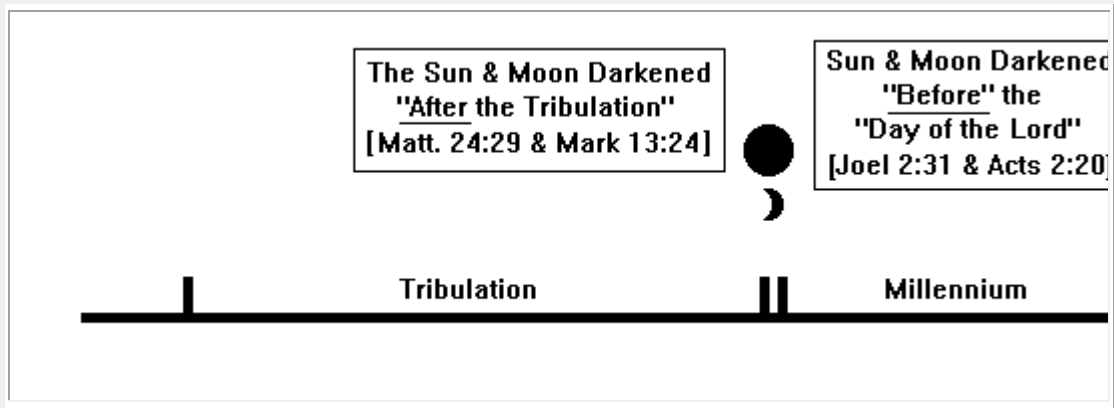 The Sun & Moon Darkened
"After the Tribulation"
[Matt. 24:29 & Mark 13:24]
Sun & Moon Darkened
"Before" the
"Day of the Lord"
[Joel 2:31 & Acts 2:20]
Tribulation
Millennium